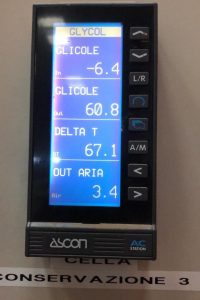 GLYCOL
GLICOLE
-6.4
GLICOLE
60.8
DELTA T
67.1
OUT ARIA
3.4
L/R
A/M
ASCON
AC
STATION
CELLA
CONSERVAZIONE 3